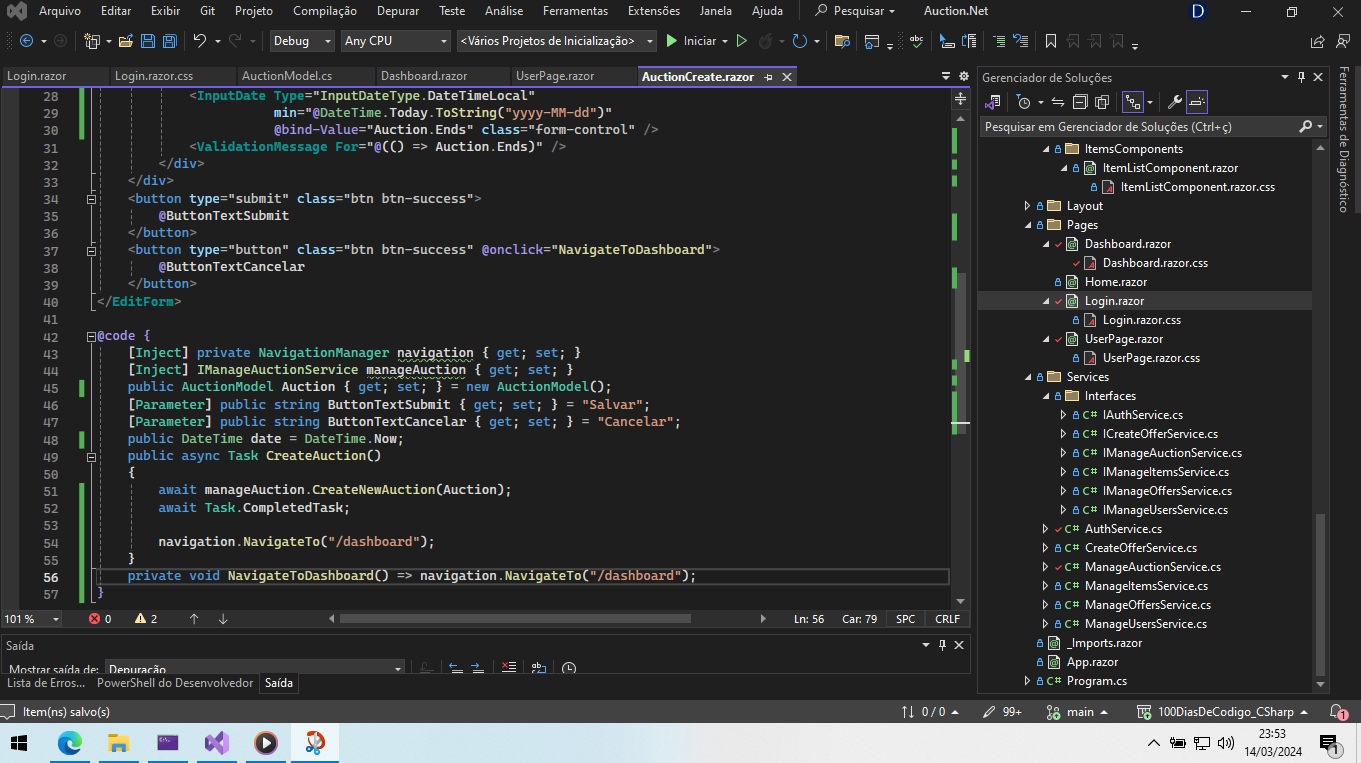 Arquivo Editar Exibir Git Projeto Compilação Depurar Teste Análise Ferramentas Extensões Janela Ajuda Pesquisar Auction.Net D
Debug Any CPU <Vários Projetos de Inicialização> Iniciar
Login.razor Login.razor.css AuctionModel.cs Dashboard.razor UserPage.razor AuctionCreate.razor
28 <InputDate Type="InputDateType.DateTimeLocal"
29 min="@DateTime.Today.ToString("yyyy-MM-dd")"
30 @bind-Value="Auction.Ends" class="form-control" />
31 <ValidationMessage For="@(() => Auction.Ends)" />
32 </div>
33 </div>
34 <button type="submit" class="btn btn-success">
35 @ButtonTextSubmit
36 </button>
37 <button type="button" class="btn btn-success" @onclick="NavigateToDashboard">
38 @ButtonTextCancelar
39 </button>
40 </EditForm>
41
42 @code {
43 [Inject] private NavigationManager navigation { get; set; }
44 [Inject] IManageAuctionService manageAuction { get; set; }
45 public AuctionModel Auction { get; set; } = new AuctionModel();
46 [Parameter] public string ButtonTextSubmit { get; set; } = "Salvar";
47 [Parameter] public string ButtonTextCancelar { get; set; } = "Cancelar";
48 public DateTime date = DateTime.Now;
49 public async Task CreateAuction()
50 {
51 await manageAuction.CreateNewAuction(Auction);
52 await Task.CompletedTask;
53
54 navigation.NavigateTo("/dashboard");
55 }
56 private void NavigateToDashboard() => navigation.NavigateTo("/dashboard");
57 }
101 % 0 2 Ln: 56 Car: 79 SPC CRLF
Saída
Mostrar saída de: Depuração
Lista de Erros... PowerShell do Desenvolvedor Saída
Gerenciador de Soluções
Pesquisar em Gerenciador de Soluções (Ctrl+ç)
ItemsComponents
ItemListComponent.razor
ItemListComponent.razor.css
Layout
Pages
Dashboard.razor
Dashboard.razor.css
Home.razor
Login.razor
Login.razor.css
UserPage.razor
UserPage.razor.css
Services
Interfaces
C# IAuthService.cs
C# ICreateOfferService.cs
C# IManageAuctionService.cs
C# IManageItemsService.cs
C# IManageOffersService.cs
C# IManageUsersService.cs
C# AuthService.cs
C# CreateOfferService.cs
C# ManageAuctionService.cs
C# ManageItemsService.cs
C# ManageOffersService.cs
C# ManageUsersService.cs
_Imports.razor
App.razor
C# Program.cs
Ferramentas de Diagnóstico
Item(ns) salvo(s) 0 / 0 99+ main 100DiasDeCodigo_CSharp 1
23:53
14/03/2024
1